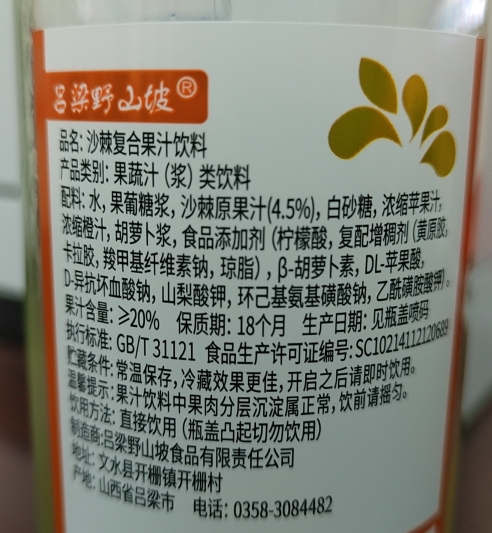 吕梁野山坡®
品名: 沙棘复合果汁饮料
产品类别: 果蔬汁（浆）类饮料
配料: 水, 果葡糖浆, 沙棘原果汁(4.5%), 白砂糖, 浓缩苹果汁,
浓缩橙汁, 胡萝卜浆, 食品添加剂（柠檬酸, 复配增稠剂（黄原胶,
卡拉胶, 羧甲基纤维素钠, 琼脂）, β-胡萝卜素, DL-苹果酸,
D-异抗坏血酸钠, 山梨酸钾, 环己基氨基磺酸钠, 乙酰磺胺酸钾）。
果汁含量: ≥20% 保质期: 18个月 生产日期: 见瓶盖喷码
执行标准: GB/T 31121 食品生产许可证编号: SC10214112120689
贮藏条件: 常温保存, 冷藏效果更佳, 开启之后请即时饮用。
温馨提示: 果汁饮料中果肉分层沉淀属正常, 饮前请摇匀。
饮用方法: 直接饮用（瓶盖凸起切勿饮用）
制造商:吕梁野山坡食品有限责任公司
地址: 文水县开栅镇开栅村
产地: 山西省吕梁市 电话: 0358-3084482